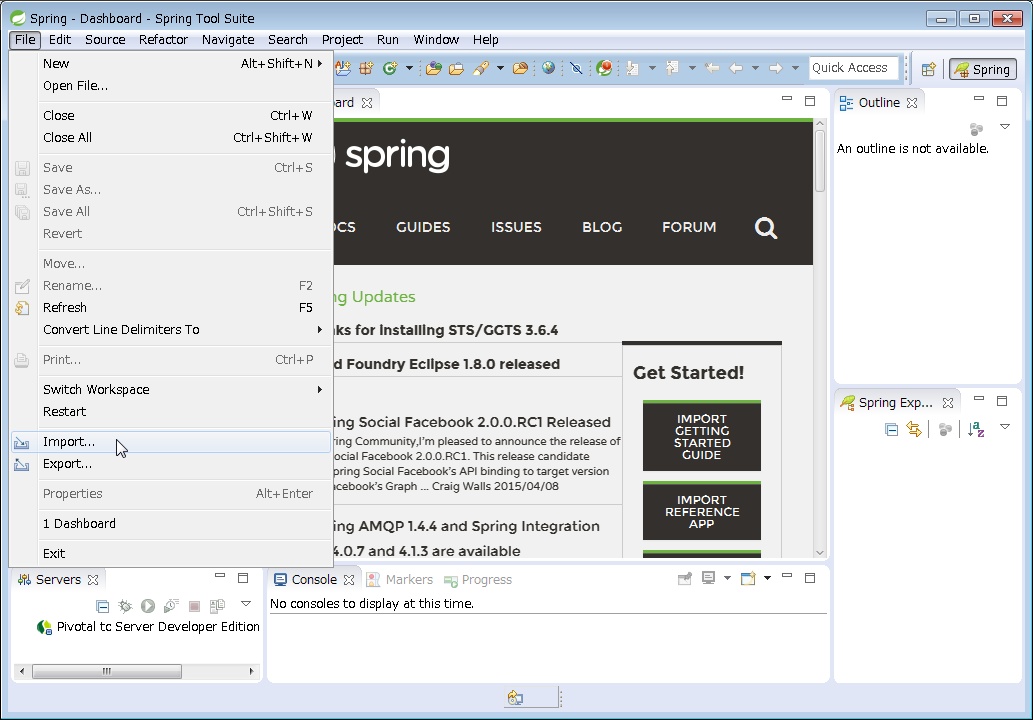 Spring - Dashboard - Spring Tool Suite
File Edit Source Refactor Navigate Search Project Run Window Help
New Alt+Shift+N
Open File...
Close Ctrl+W
Close All Ctrl+Shift+W
Save Ctrl+S
Save As...
Save All Ctrl+Shift+S
Revert
Move...
Rename... F2
Refresh F5
Convert Line Delimiters To
Print... Ctrl+P
Switch Workspace
Restart
Import...
Export...
Properties Alt+Enter
1 Dashboard
Exit
Quick Access
Spring
ard
spring
OCS GUIDES ISSUES BLOG FORUM
ng Updates
ks for installing STS/GGTS 3.6.4
d Foundry Eclipse 1.8.0 released
ing Social Facebook 2.0.0.RC1 Released
ring Community,I'm pleased to announce the release of
ocial Facebook 2.0.0.RC1. This release candidate
pring Social Facebook's API binding to target version
cebook's Graph ... Craig Walls 2015/04/08
ing AMQP 1.4.4 and Spring Integration
4.0.7 and 4.1.3 are available
Get Started!
IMPORT
GETTING
STARTED
GUIDE
IMPORT
REFERENCE
APP
Outline
An outline is not available.
Spring Exp...
Servers
Pivotal tc Server Developer Edition
Console Markers Progress
No consoles to display at this time.